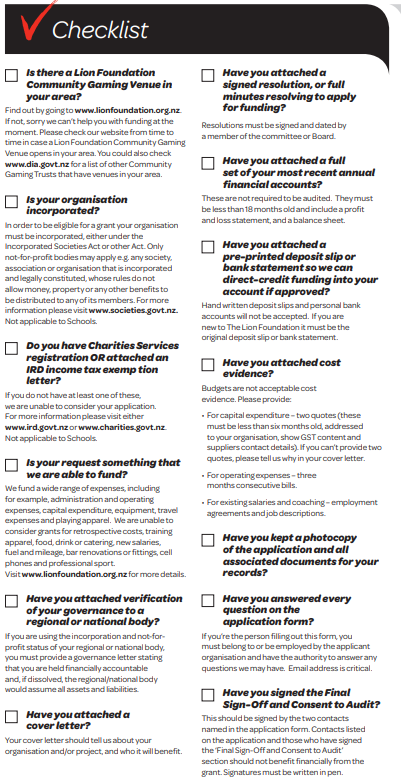 Checklist
Is there a Lion Foundation
Community Gaming Venue in
your area?
Find out by going to www.lionfoundation.org.nz.
If not, sorry we can't help you with funding at the
moment. Please check our website from time to
time in case a Lion Foundation Community Gaming
Venue opens in your area. You could also check
www.dia.govt.nz for a list of other Community
Gaming Trusts that have venues in your area.
Is your organisation
incorporated?
In order to be eligible for a grant your organisation
must be incorporated, either under the
Incorporated Societies Act or other Act. Only
not-for-profit bodies may apply e.g. any society,
association or organisation that is incorporated
and legally constituted, whose rules do not
allow money, property or any other benefits to
be distributed to any of its members. For more
information please visit www.societies.govt.nz.
Not applicable to Schools.
Do you have Charities Services
registration OR attached an
IRD income tax exemption
letter?
If you do not have at least one of these,
we are unable to consider your application.
For more information please visit either
www.ird.govt.nz or www.charities.govt.nz.
Not applicable to Schools.
Is your request something that
we are able to fund?
We fund a wide range of expenses, including
for example, administration and operating
expenses, capital expenditure, equipment, travel
expenses and playing apparel. We are unable to
consider grants for retrospective costs, training
apparel, food, drink or catering, new salaries,
fuel and mileage, bar renovations or fittings, cell
phones and professional sport.
Visit www.lionfoundation.org.nz for more details.
Have you attached verification
of your governance to a
regional or national body?
If you are using the incorporation and not-for-
profit status of your regional or national body,
you must provide a governance letter stating
that you are held financially accountable
and, if dissolved, the regional/national body
would assume all assets and liabilities.
Have you attached a
cover letter?
Your cover letter should tell us about your
organisation and/or project, and who it will benefit.
Have you attached a
signed resolution, or full
minutes resolving to apply
for funding?
Resolutions must be signed and dated by
a member of the committee or Board.
Have you attached a full
set of your most recent annual
financial accounts?
These are not required to be audited. They must
be less than 18 months old and include a profit
and loss statement, and a balance sheet.
Have you attached a
pre-printed deposit slip or
bank statement so we can
direct-credit funding into your
account if approved?
Hand written deposit slips and personal bank
accounts will not be accepted. If you are
new to The Lion Foundation it must be the
original deposit slip or bank statement.
Have you attached cost
evidence?
Budgets are not acceptable cost
evidence. Please provide:
• For capital expenditure – two quotes (these
must be less than six months old, addressed
to your organisation, show GST content and
suppliers contact details). If you can't provide two
quotes, please tell us why in your cover letter.
• For operating expenses – three
months consecutive bills.
• For existing salaries and coaching – employment
agreements and job descriptions.
Have you kept a photocopy
of the application and all
associated documents for your
records?
Have you answered every
question on the
application form?
If you're the person filling out this form, you
must belong to or be employed by the applicant
organisation and have the authority to answer any
questions we may have. Email address is critical.
Have you signed the Final
Sign-Off and Consent to Audit?
This should be signed by the two contacts
named in the application form. Contacts listed
on the application and those who have signed
the 'Final Sign-Off and Consent to Audit'
section should not benefit financially from the
grant. Signatures must be written in pen.